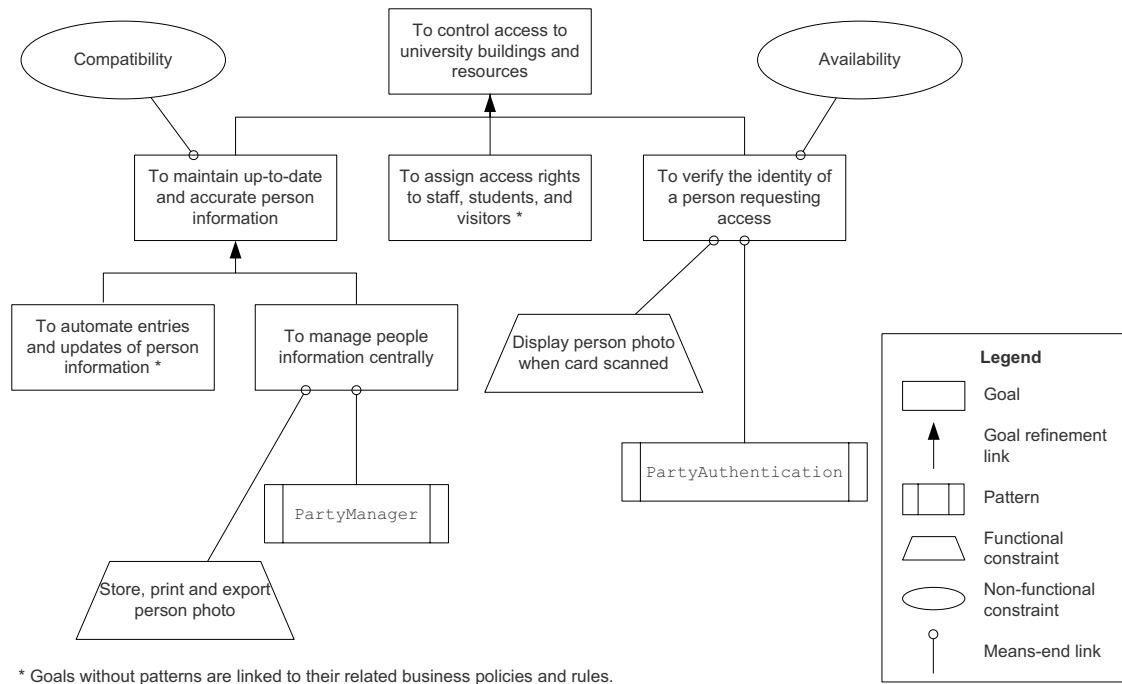 Compatibility
To control access to
university buildings and
resources
Availability
To maintain up-to-date
and accurate person
information
To assign access rights
to staff, students, and
visitors *
To verify the identity of
a person requesting
access
To automate entries
and updates of person
information *
To manage people
information centrally
Display person photo
when card scanned
PartyManager
PartyAuthentication
Store, print and export
person photo
Legend
Goal
Goal refinement
link
Pattern
Functional
constraint
Non-functional
constraint
Means-end link
* Goals without patterns are linked to their related business policies and rules.